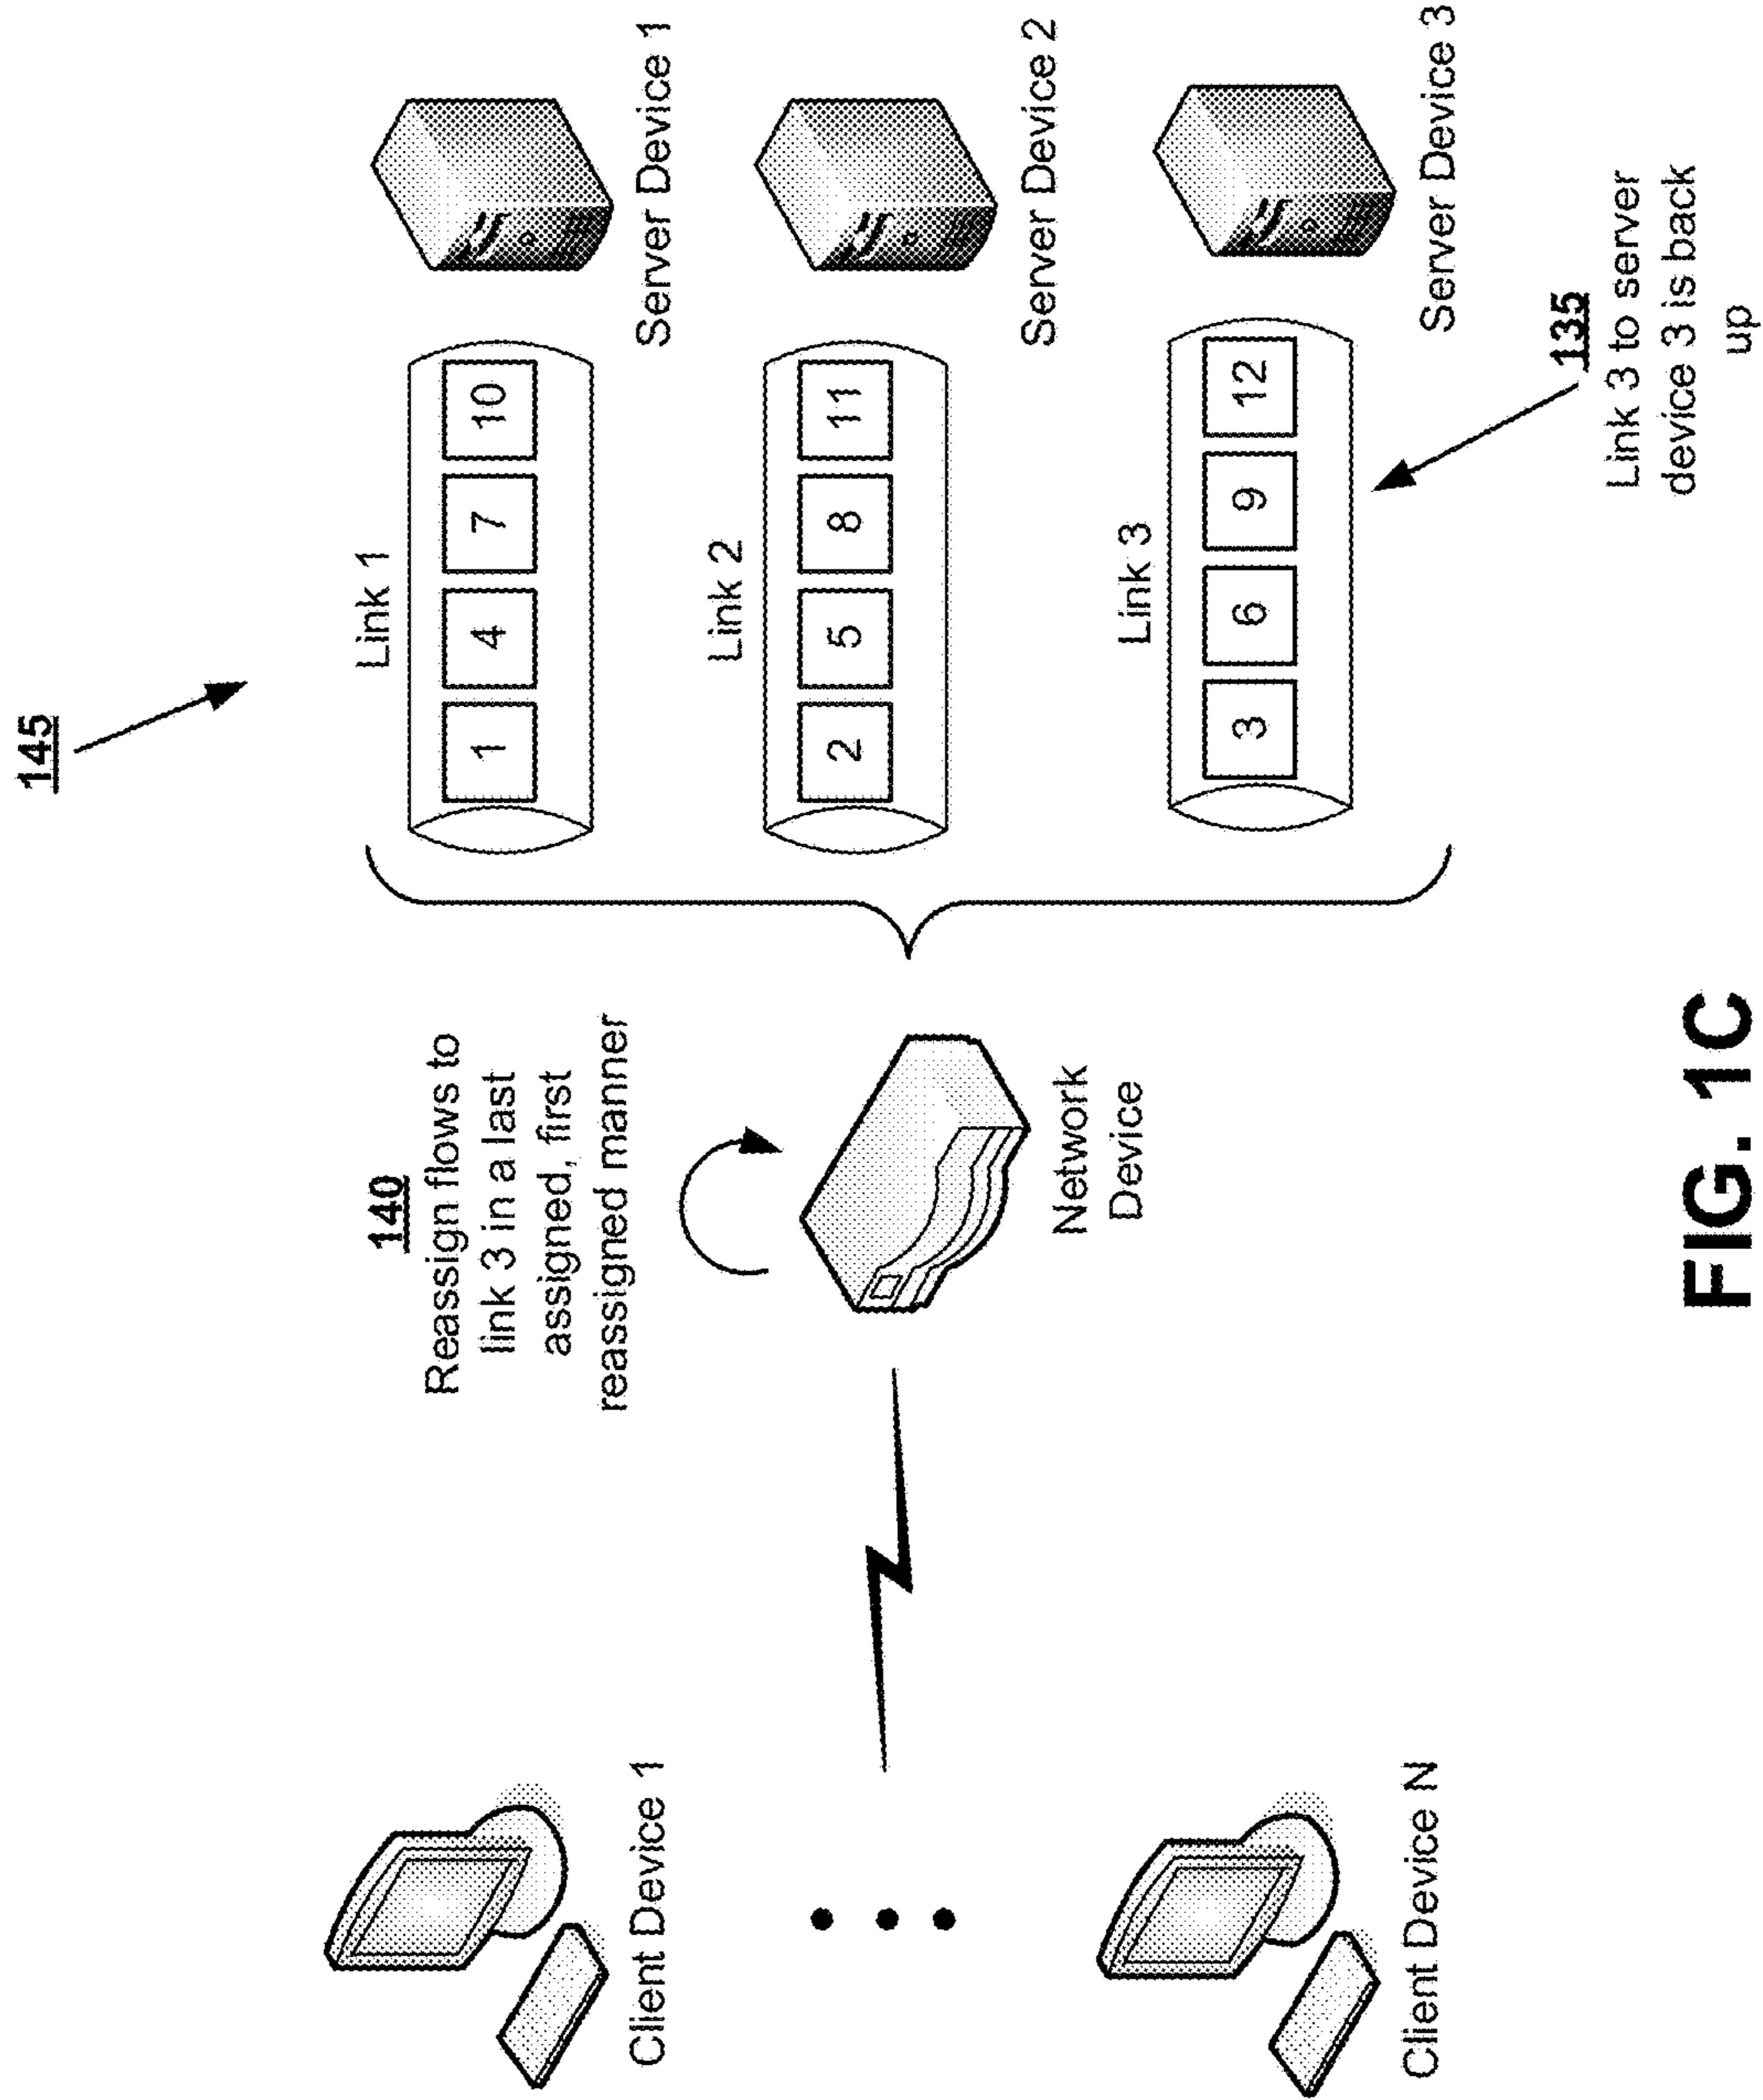 145
140
Reassign flows to
link 3 in a last
assigned, first
reassigned manner
Link 1
1 4 7 10
Server Device 1
Client Device 1
Link 2
2 5 8 11
Server Device 2
Network
Device
Link 3
3 6 9 12
Server Device 3
Client Device N
135
Link 3 to server
device 3 is back
up
FIG. 1C